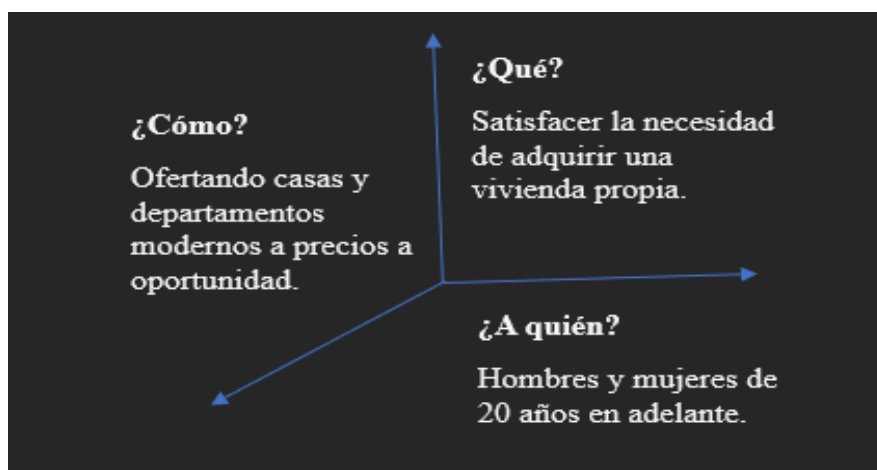 ¿Qué?
Satisfacer la necesidad
de adquirir una
vivienda propia.
¿Cómo?
Ofertando casas y
departamentos
modernos a precios a
oportunidad.
¿A quién?
Hombres y mujeres de
20 años en adelante.